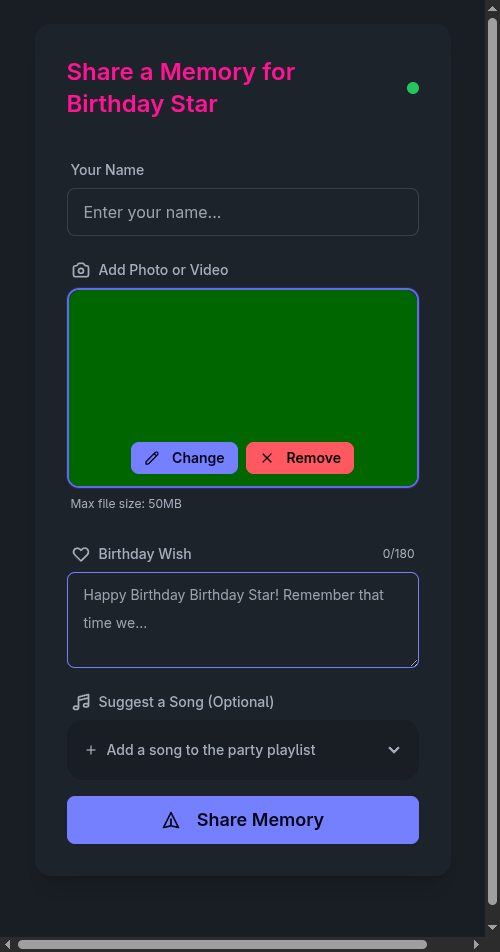 Share a Memory for
Birthday Star
Your Name
Enter your name...
Add Photo or Video
Change
Remove
Max file size: 50MB
Birthday Wish
0/180
Happy Birthday Birthday Star! Remember that
time we...
Suggest a Song (Optional)
Add a song to the party playlist
Share Memory